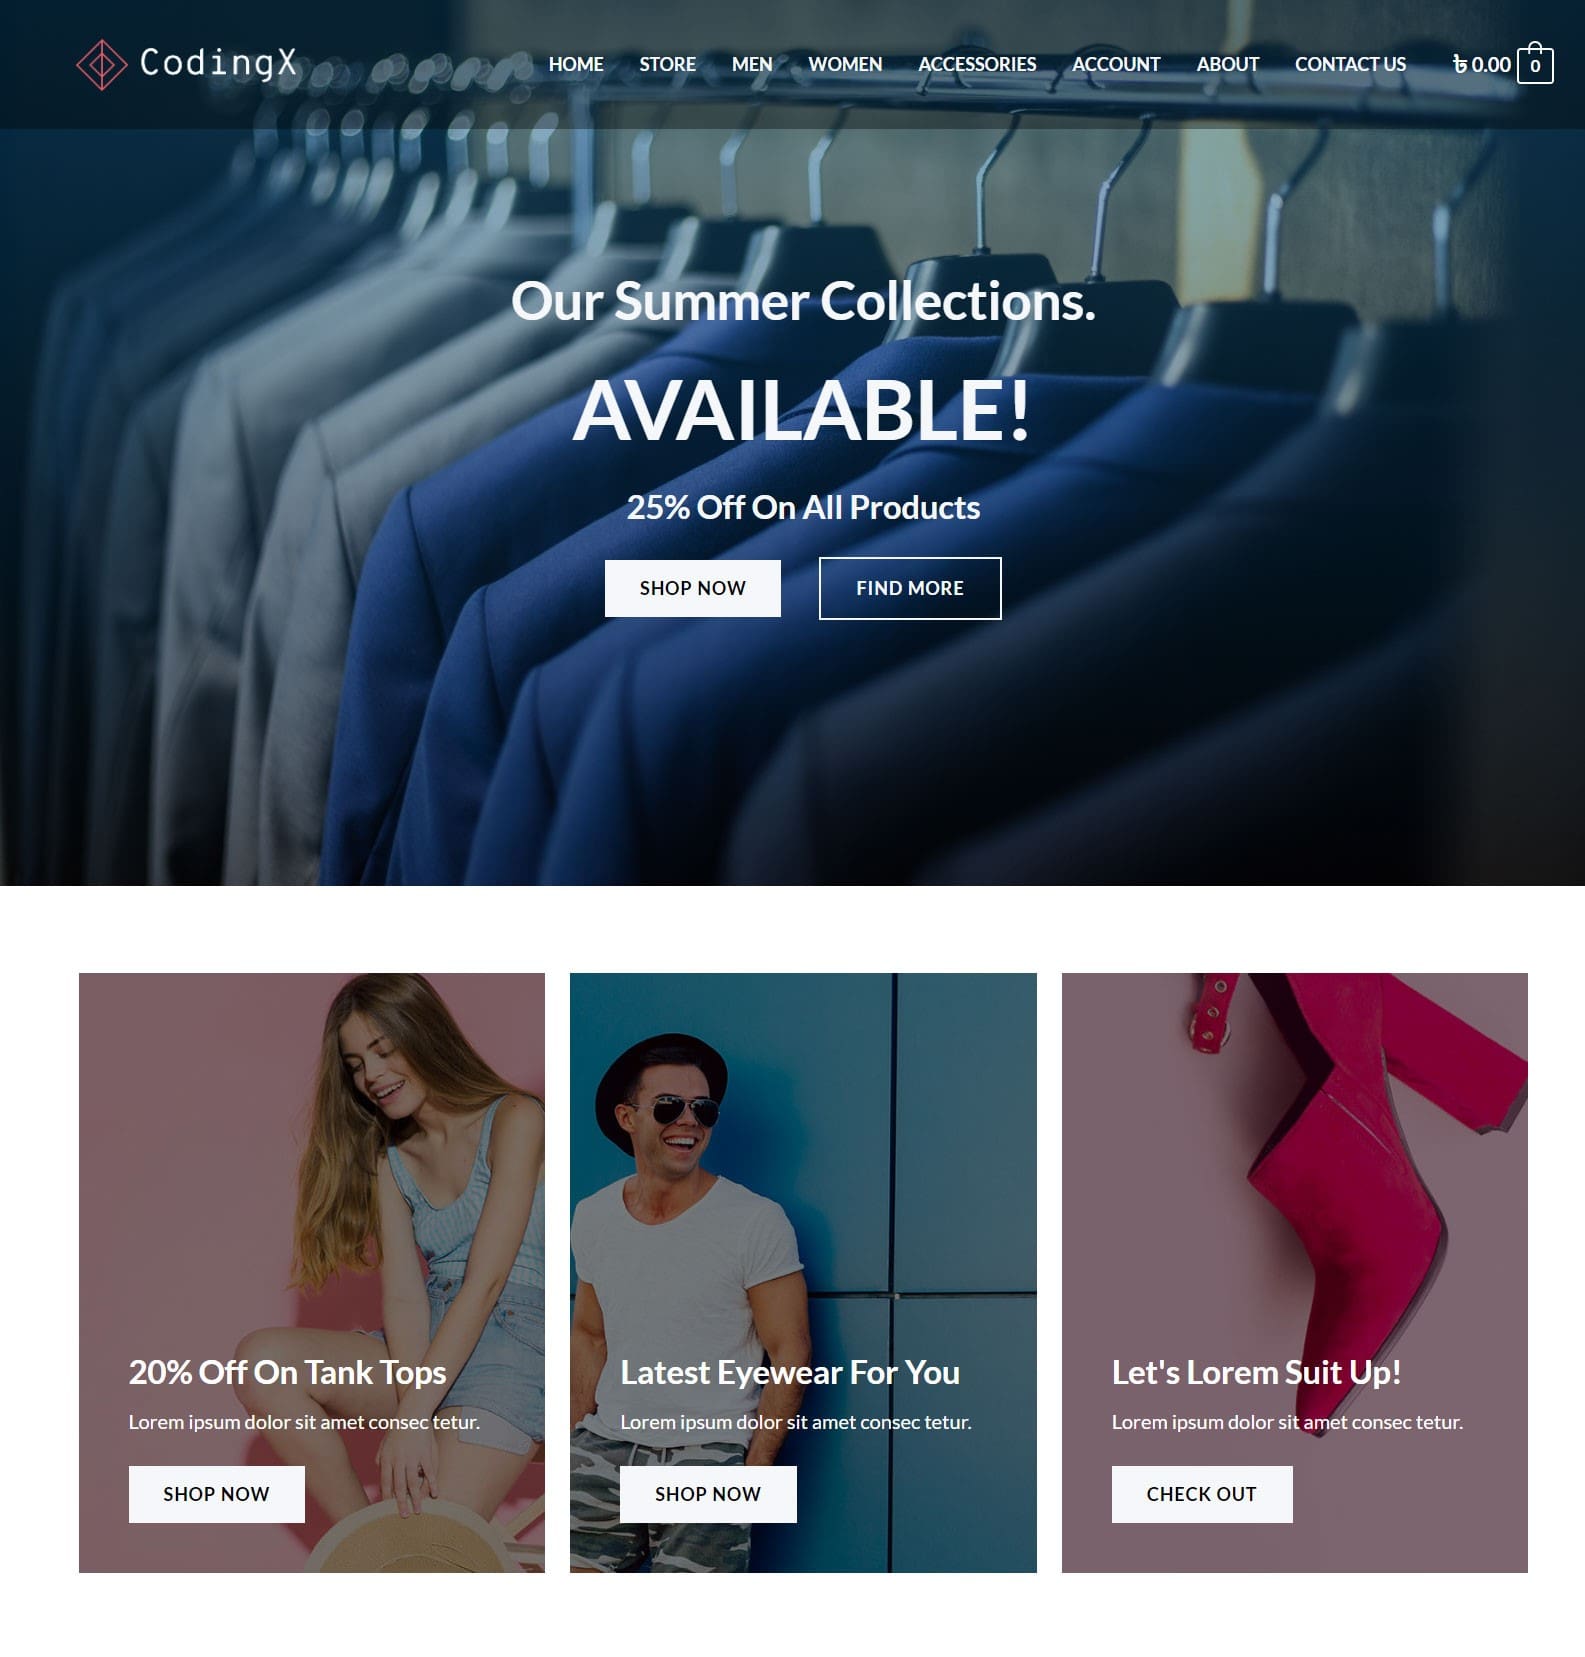 CodingX
HOME STORE MEN WOMEN ACCESSORIES ACCOUNT ABOUT CONTACT US ৳ 0.00 0
Our Summer Collections.
AVAILABLE!
25% Off On All Products
SHOP NOW FIND MORE
20% Off On Tank Tops
Lorem ipsum dolor sit amet consec tetur.
SHOP NOW
Latest Eyewear For You
Lorem ipsum dolor sit amet consec tetur.
SHOP NOW
Let's Lorem Suit Up!
Lorem ipsum dolor sit amet consec tetur.
CHECK OUT